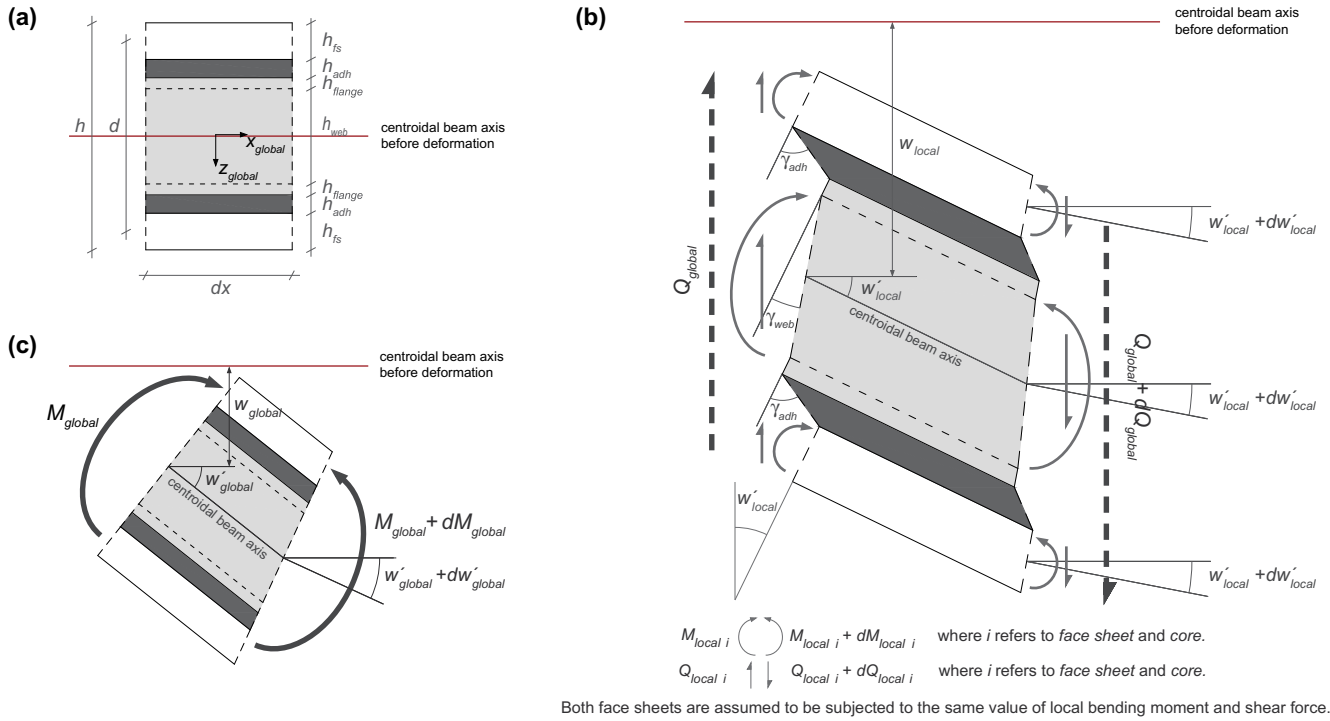 (a)
h
d
h_fs
h_adh
h_flange
h_web
h_flange
h_adh
h_fs
x_global
z_global
centroidal beam axis
before deformation
dx
(b)
centroidal beam axis
before deformation
w_local
γ_adh
Q_global
w´_local
γ_web
centroidal beam axis
γ_adh
w´_local
w´_local + dw´_local
w´_local + dw´_local
w´_local + dw´_local
Q_global + dQ_global
M_local i M_local i + dM_local i where i refers to face sheet and core.
Q_local i Q_local i + dQ_local i where i refers to face sheet and core.
Both face sheets are assumed to be subjected to the same value of local bending moment and shear force.
(c)
centroidal beam axis
before deformation
M_global
w_global
w´_global
centroidal beam axis
M_global + dM_global
w´_global + dw´_global